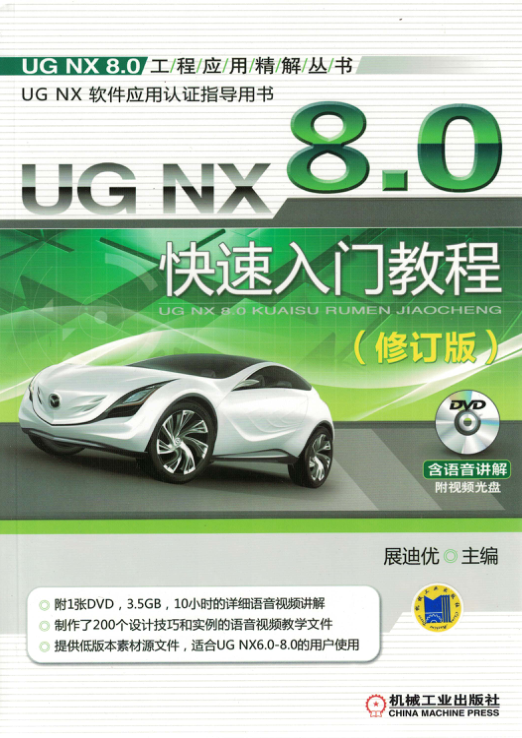 UG NX 8.0 工/程/应/用/精/解/丛/书
UG NX 软件应用认证指导用书
UG NX 8.0
快速入门教程
UG NX 8.0 KUAISU RUMEN JIAOCHENG
（修订版）
DVD
含语音讲解
附视频光盘
展迪优 主编
附1张DVD，3.5GB，10小时的详细语音视频讲解
制作了200个设计技巧和实例的语音视频教学文件
提供低版本素材源文件，适合UG NX6.0-8.0的用户使用
机械工业出版社
CHINA MACHINE PRESS